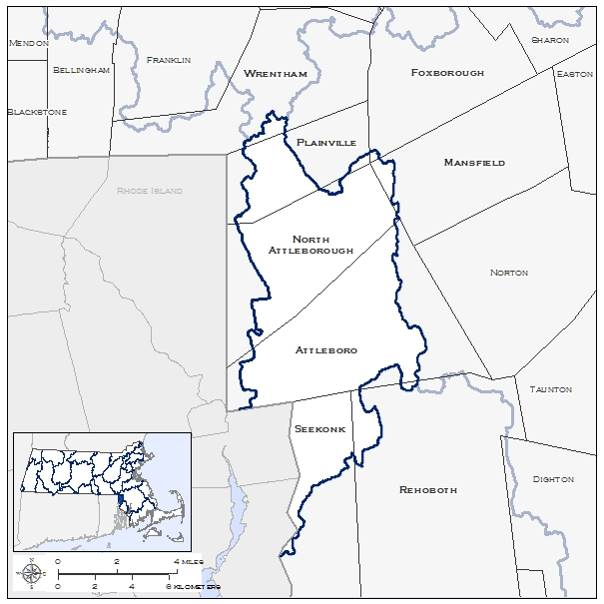 MENDON
BELLINGHAM
FRANKLIN
WRENTHAM
FOXBOROUGH
SHARON
EASTON
BLACKSTONE
PLAINVILLE
MANSFIELD
RHODE ISLAND
NORTH
ATTLEBOROUGH
NORTON
ATTLEBORO
TAUNTON
SEEKONK
DIGHTON
REHOBOTH
0 2 4 MILES
0 2 4 6 KILOMETERS